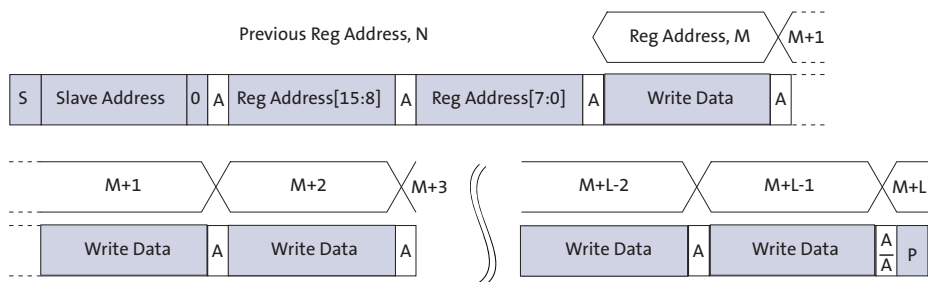 Previous Reg Address, N Reg Address, M M+1
S Slave Address 0 A Reg Address[15:8] A Reg Address[7:0] A Write Data A
M+1 M+2 M+3 M+L-2 M+L-1 M+L
Write Data A Write Data A Write Data A Write Data A
A P